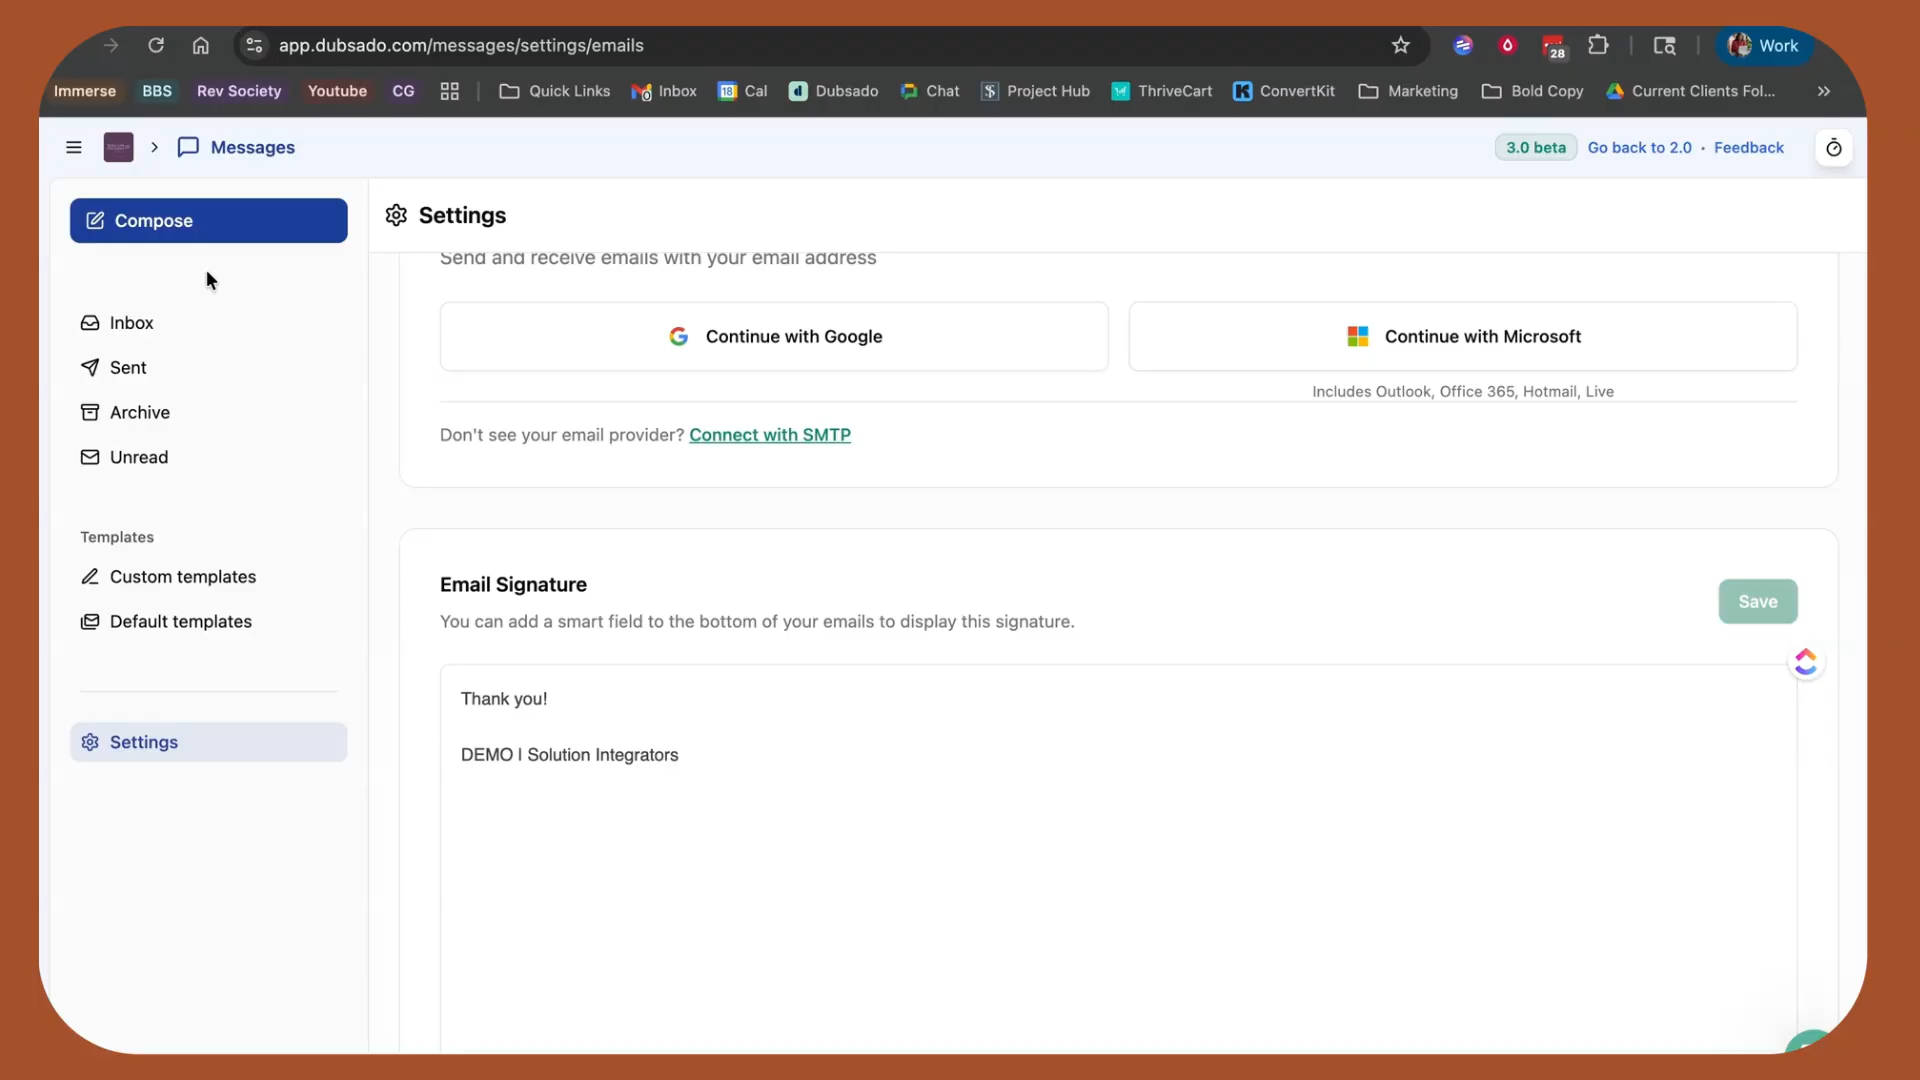 app.dubsado.com/messages/settings/emails
28
Work
Immerse BBS Rev Society Youtube CG Quick Links 0 Inbox 18 Cal d Dubsado Chat $ Project Hub ThriveCart K ConvertKit Marketing Bold Copy Current Clients Fol... »
Messages
3.0 beta Go back to 2.0 · Feedback
Compose
Inbox
Sent
Archive
Unread
Templates
Custom templates
Default templates
Settings
Settings
Send and receive emails with your email address
Continue with Google
Continue with Microsoft
Includes Outlook, Office 365, Hotmail, Live
Don't see your email provider? Connect with SMTP
Email Signature
You can add a smart field to the bottom of your emails to display this signature.
Save
Thank you!
DEMO | Solution Integrators